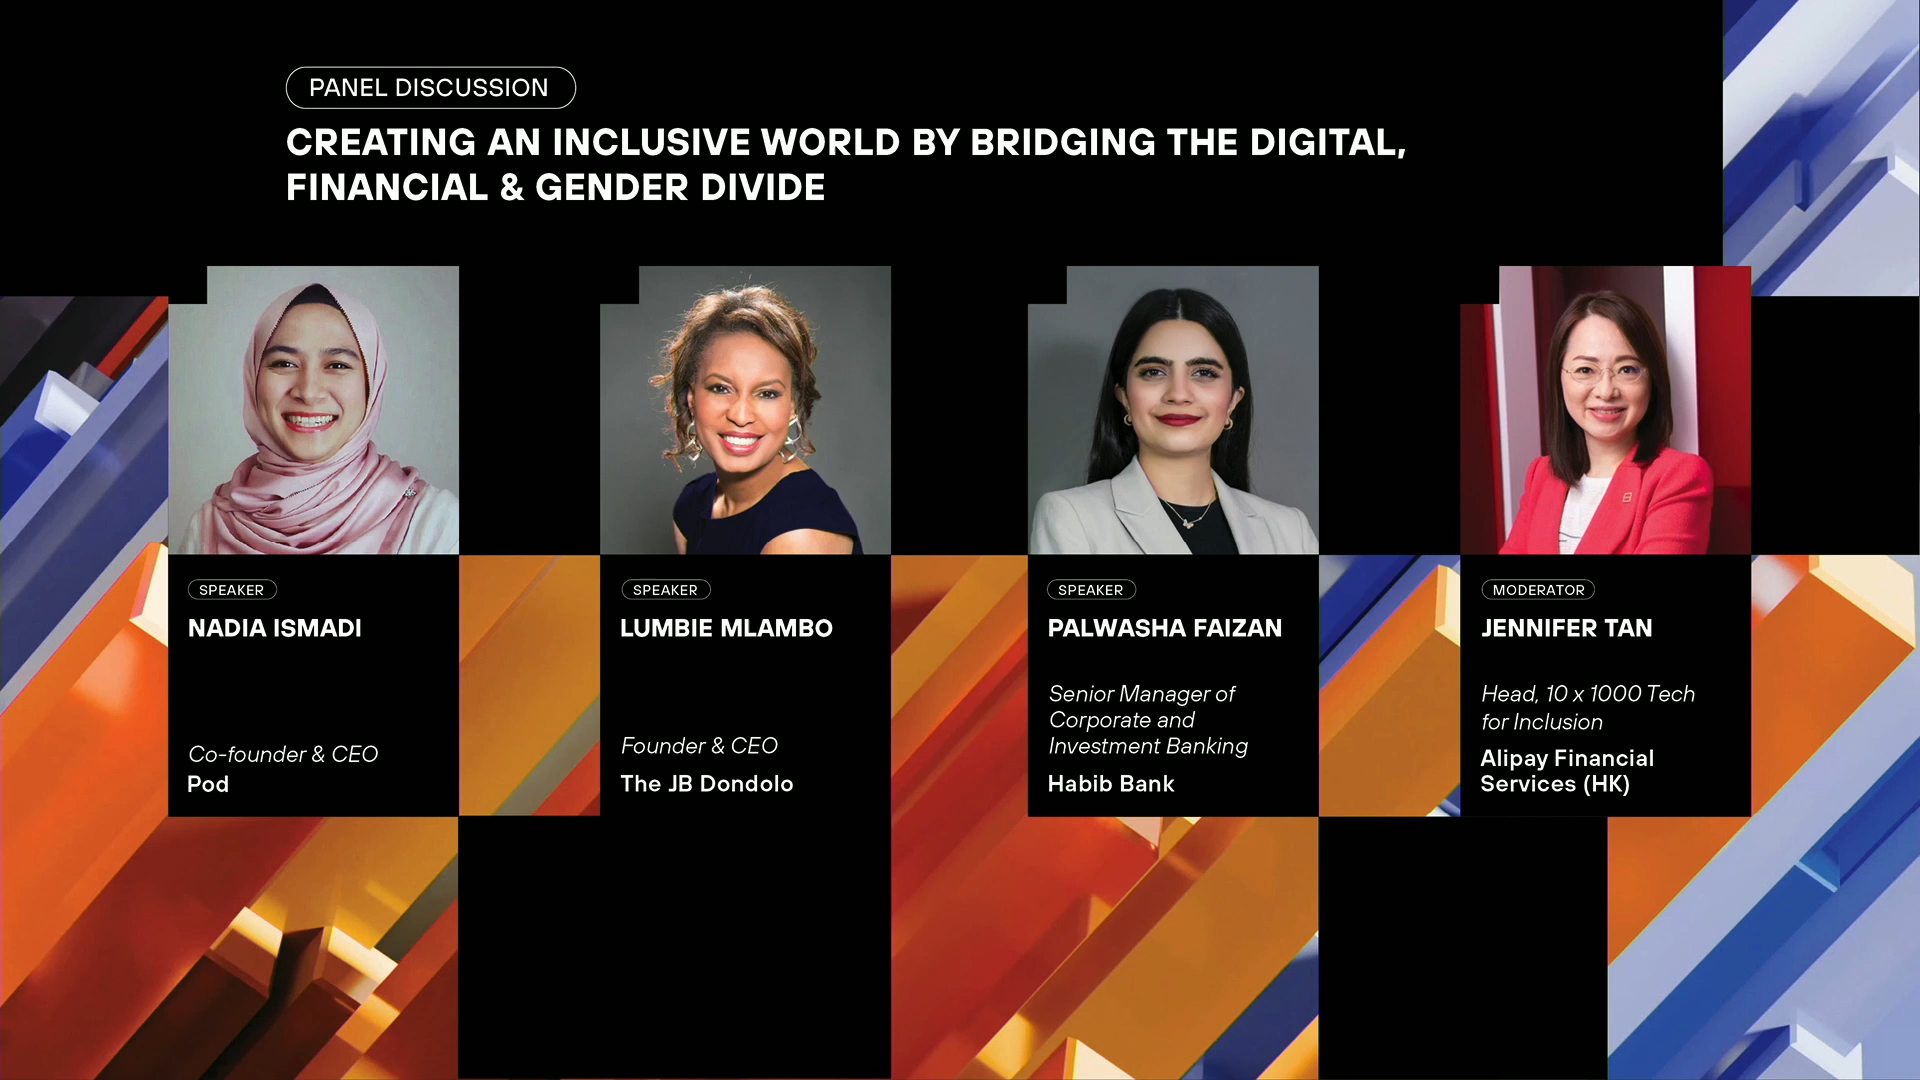 PANEL DISCUSSION
CREATING AN INCLUSIVE WORLD BY BRIDGING THE DIGITAL,
FINANCIAL & GENDER DIVIDE
SPEAKER
NADIA ISMADI
Co-founder & CEO
Pod
SPEAKER
LUMBIE MLAMBO
Founder & CEO
The JB Dondolo
SPEAKER
PALWASHA FAIZAN
Senior Manager of
Corporate and
Investment Banking
Habib Bank
MODERATOR
JENNIFER TAN
Head, 10 x 1000 Tech
for Inclusion
Alipay Financial
Services (HK)